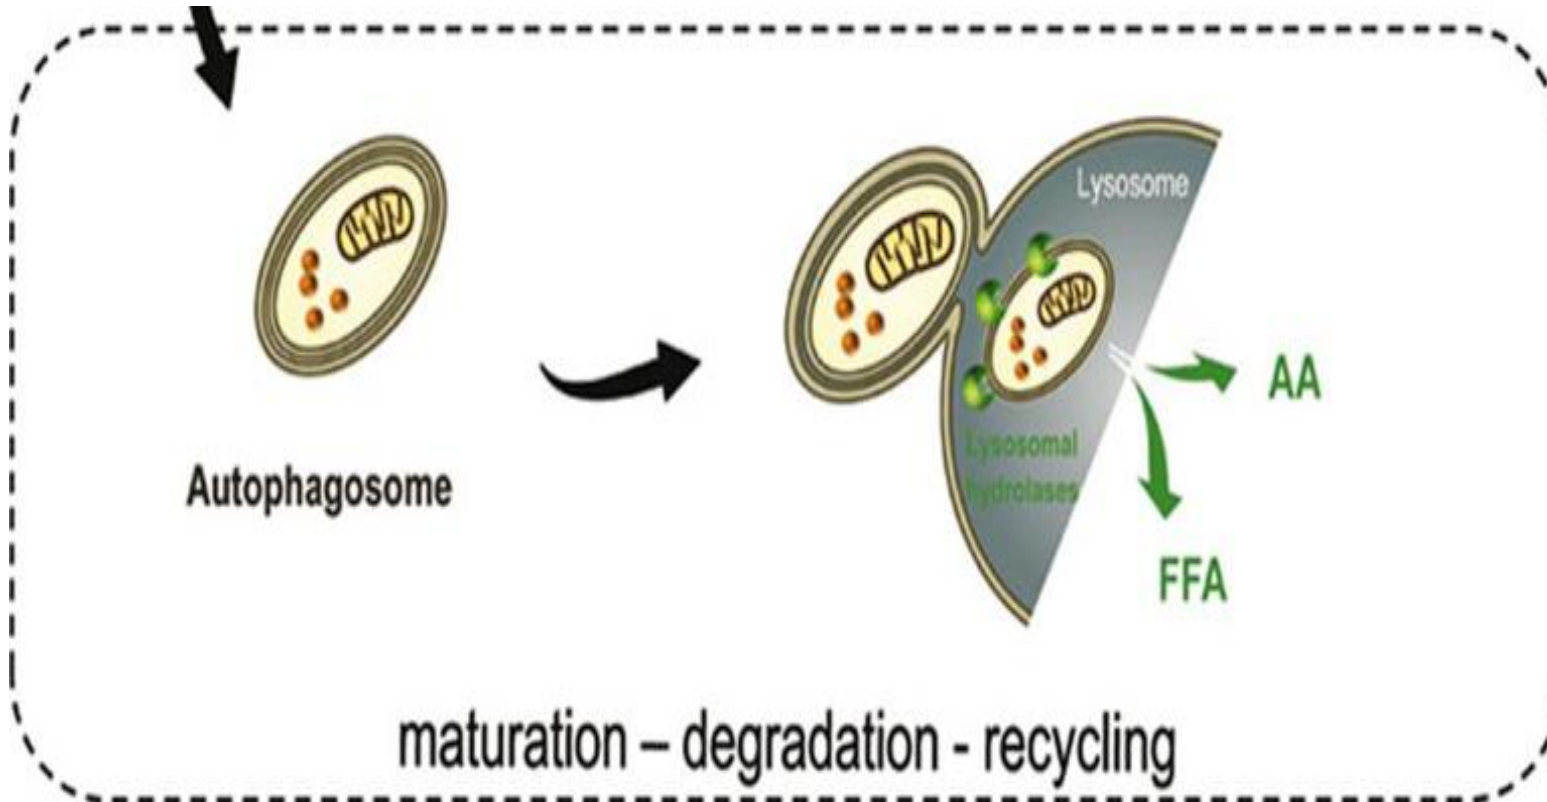 Lysosome
AA
Lysosomal
hydrolases
Autophagosome
FFA
maturation – degradation - recycling